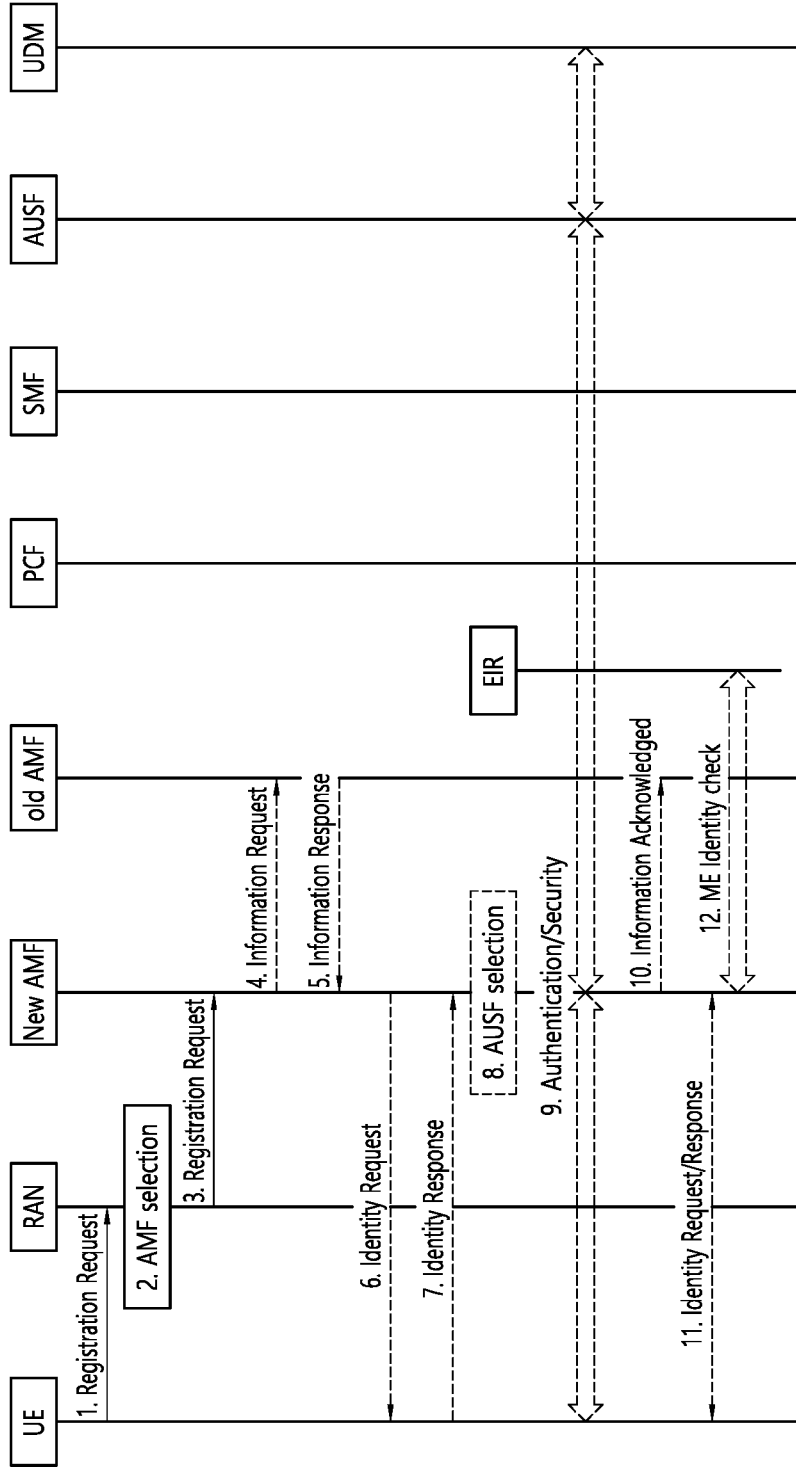 UE
RAN
New AMF
old AMF
PCF
SMF
AUSF
UDM
1. Registration Request
2. AMF selection
3. Registration Request
4. Information Request
5. Information Response
6. Identity Request
7. Identity Response
8. AUSF selection
EIR
9. Authentication/Security
10. Information Acknowledged
11. Identity Request/Response
12. ME Identity check